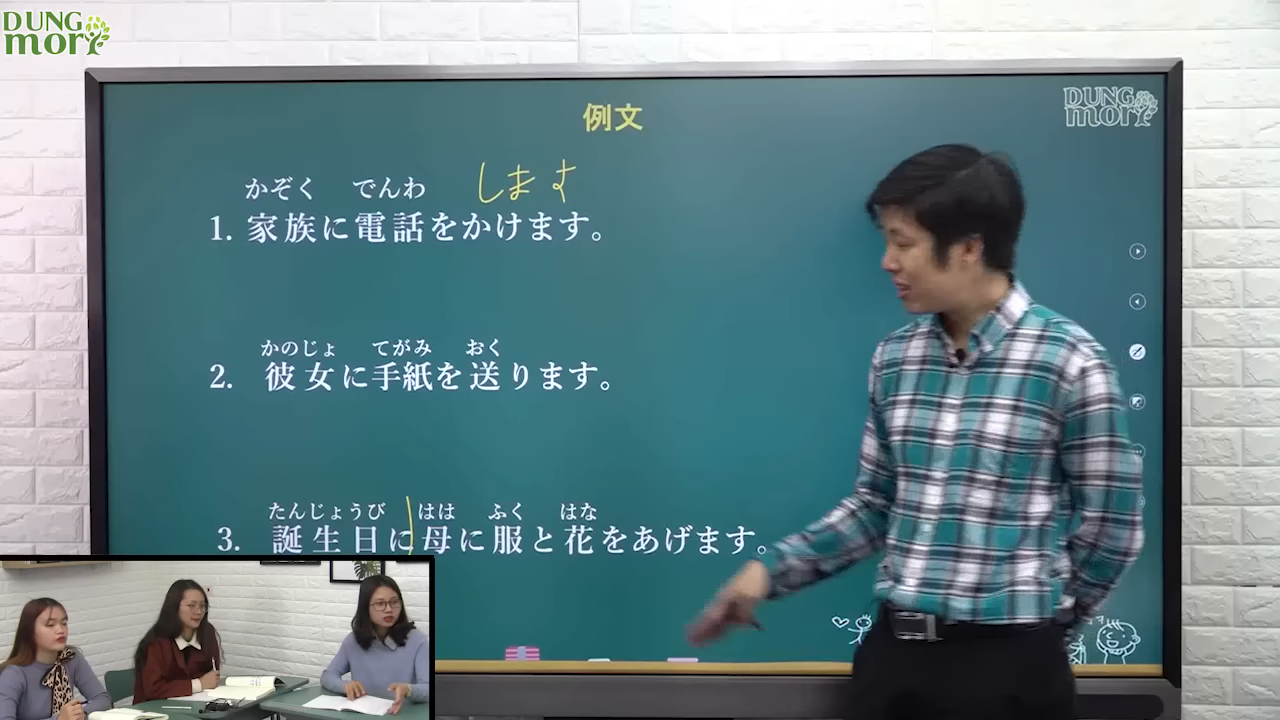 DUNG
mori
DUNG
mori
例文
かぞく でんわ します
1. 家族に電話をかけます。
かのじょ てがみ おく
2. 彼女に手紙を送ります。
たんじょうび はは ふく はな
3. 誕生日に母に服と花をあげます。